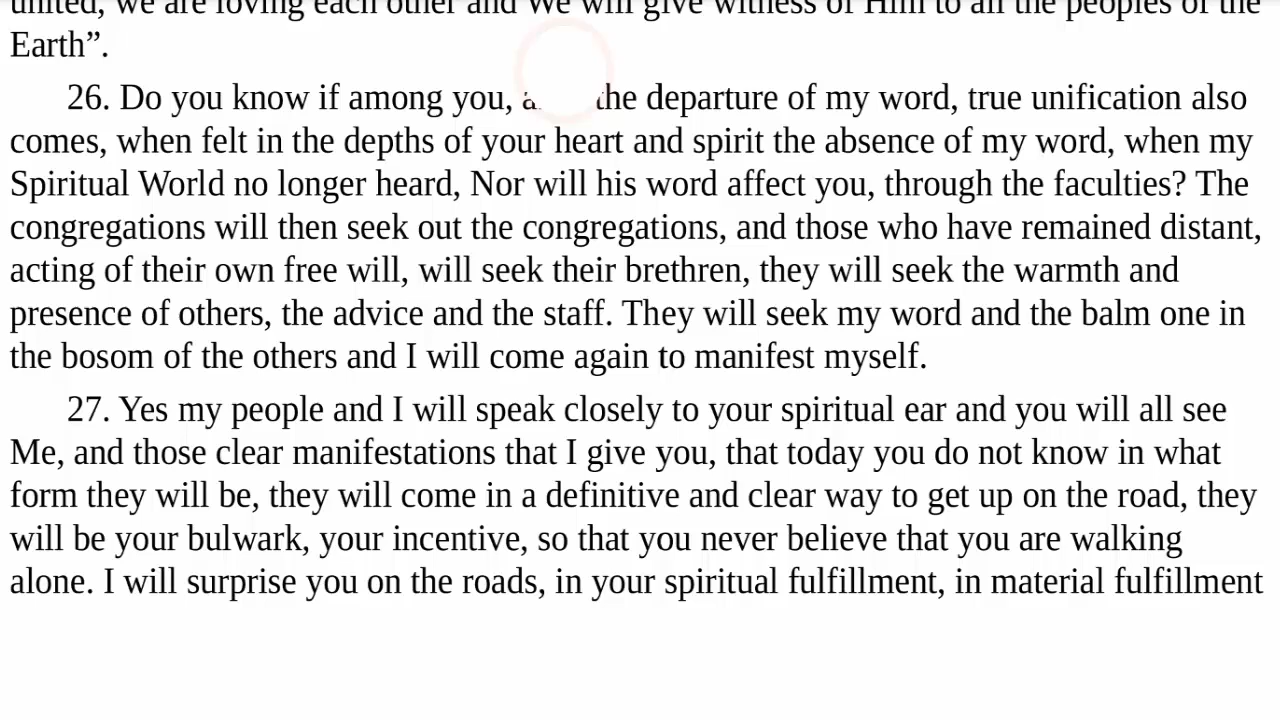 united, we are loving each other and We will give witness of Him to all the peoples of the
Earth”.
26. Do you know if among you, the departure of my word, true unification also
comes, when felt in the depths of your heart and spirit the absence of my word, when my
Spiritual World no longer heard, Nor will his word affect you, through the faculties? The
congregations will then seek out the congregations, and those who have remained distant,
acting of their own free will, will seek their brethren, they will seek the warmth and
presence of others, the advice and the staff. They will seek my word and the balm one in
the bosom of the others and I will come again to manifest myself.
27. Yes my people and I will speak closely to your spiritual ear and you will all see
Me, and those clear manifestations that I give you, that today you do not know in what
form they will be, they will come in a definitive and clear way to get up on the road, they
will be your bulwark, your incentive, so that you never believe that you are walking
alone. I will surprise you on the roads, in your spiritual fulfillment, in material fulfillment